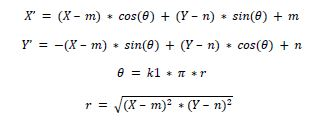 X' = (X − m) * cos(θ) + (Y − n) * sin(θ) + m
Y' = −(X − m) * sin(θ) + (Y − n) * cos(θ) + n
θ = k1 * π * r
r = √((X − m)² * (Y − n)²)